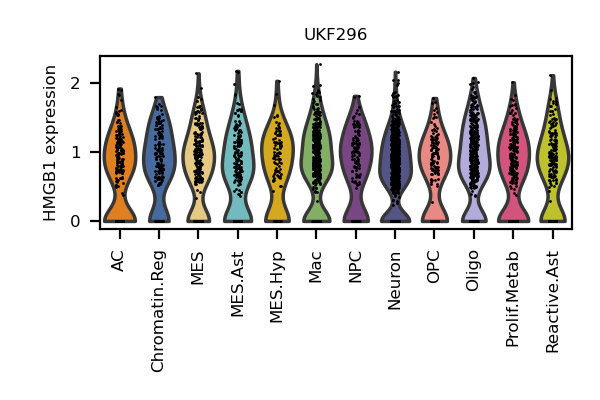 UKF296
HMGB1 expression
2
1
0
AC
Chromatin.Reg
MES
MES.Ast
MES.Hyp
Mac
NPC
Neuron
OPC
Oligo
Prolif.Metab
Reactive.Ast